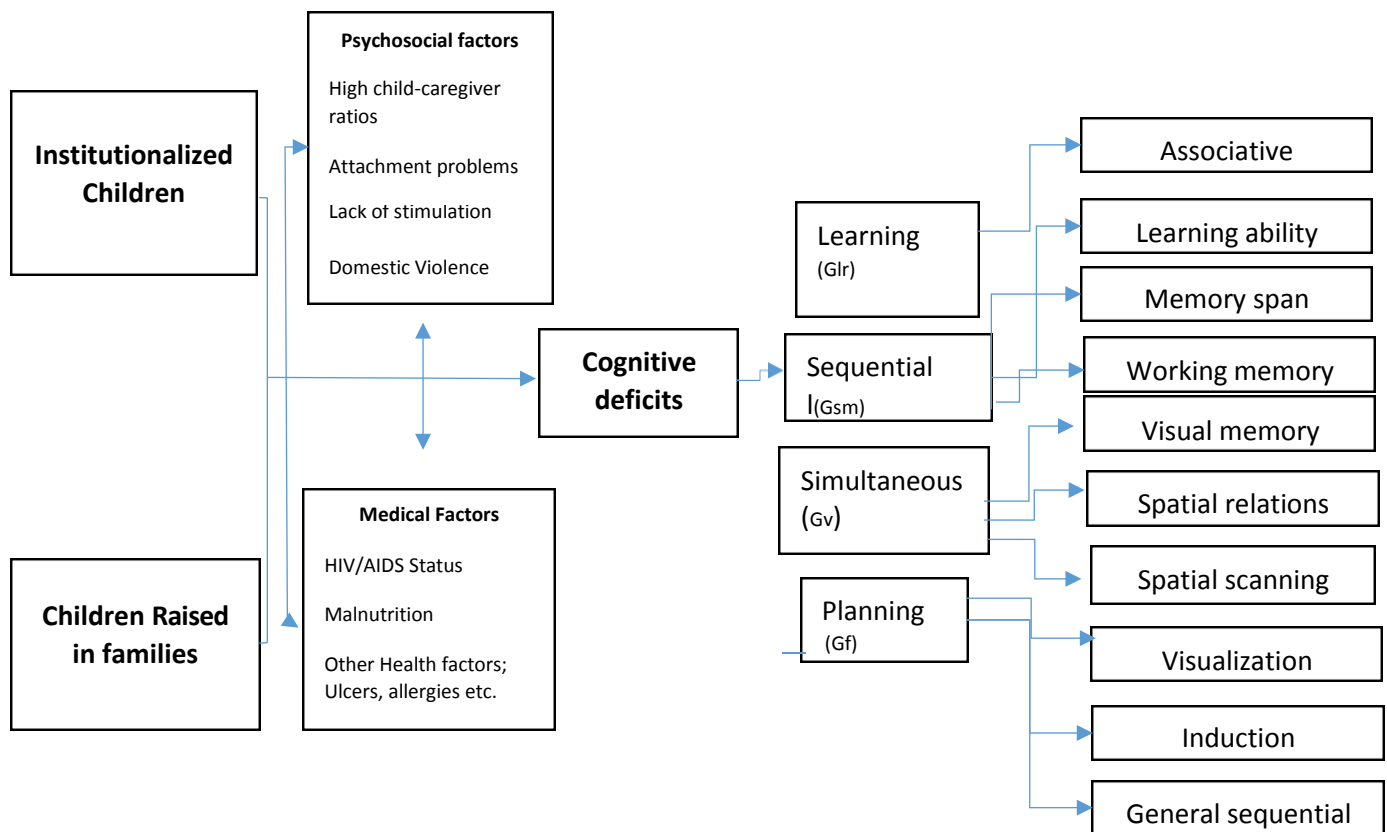 Institutionalized
Children
Children Raised
in families
Psychosocial factors
High child-caregiver
ratios
Attachment problems
Lack of stimulation
Domestic Violence
Medical Factors
HIV/AIDS Status
Malnutrition
Other Health factors;
Ulcers, allergies etc.
Cognitive
deficits
Learning
(Glr)
Sequential
l(Gsm)
Simultaneous
(Gv)
Planning
(Gf)
Associative
Learning ability
Memory span
Working memory
Visual memory
Spatial relations
Spatial scanning
Visualization
Induction
General sequential